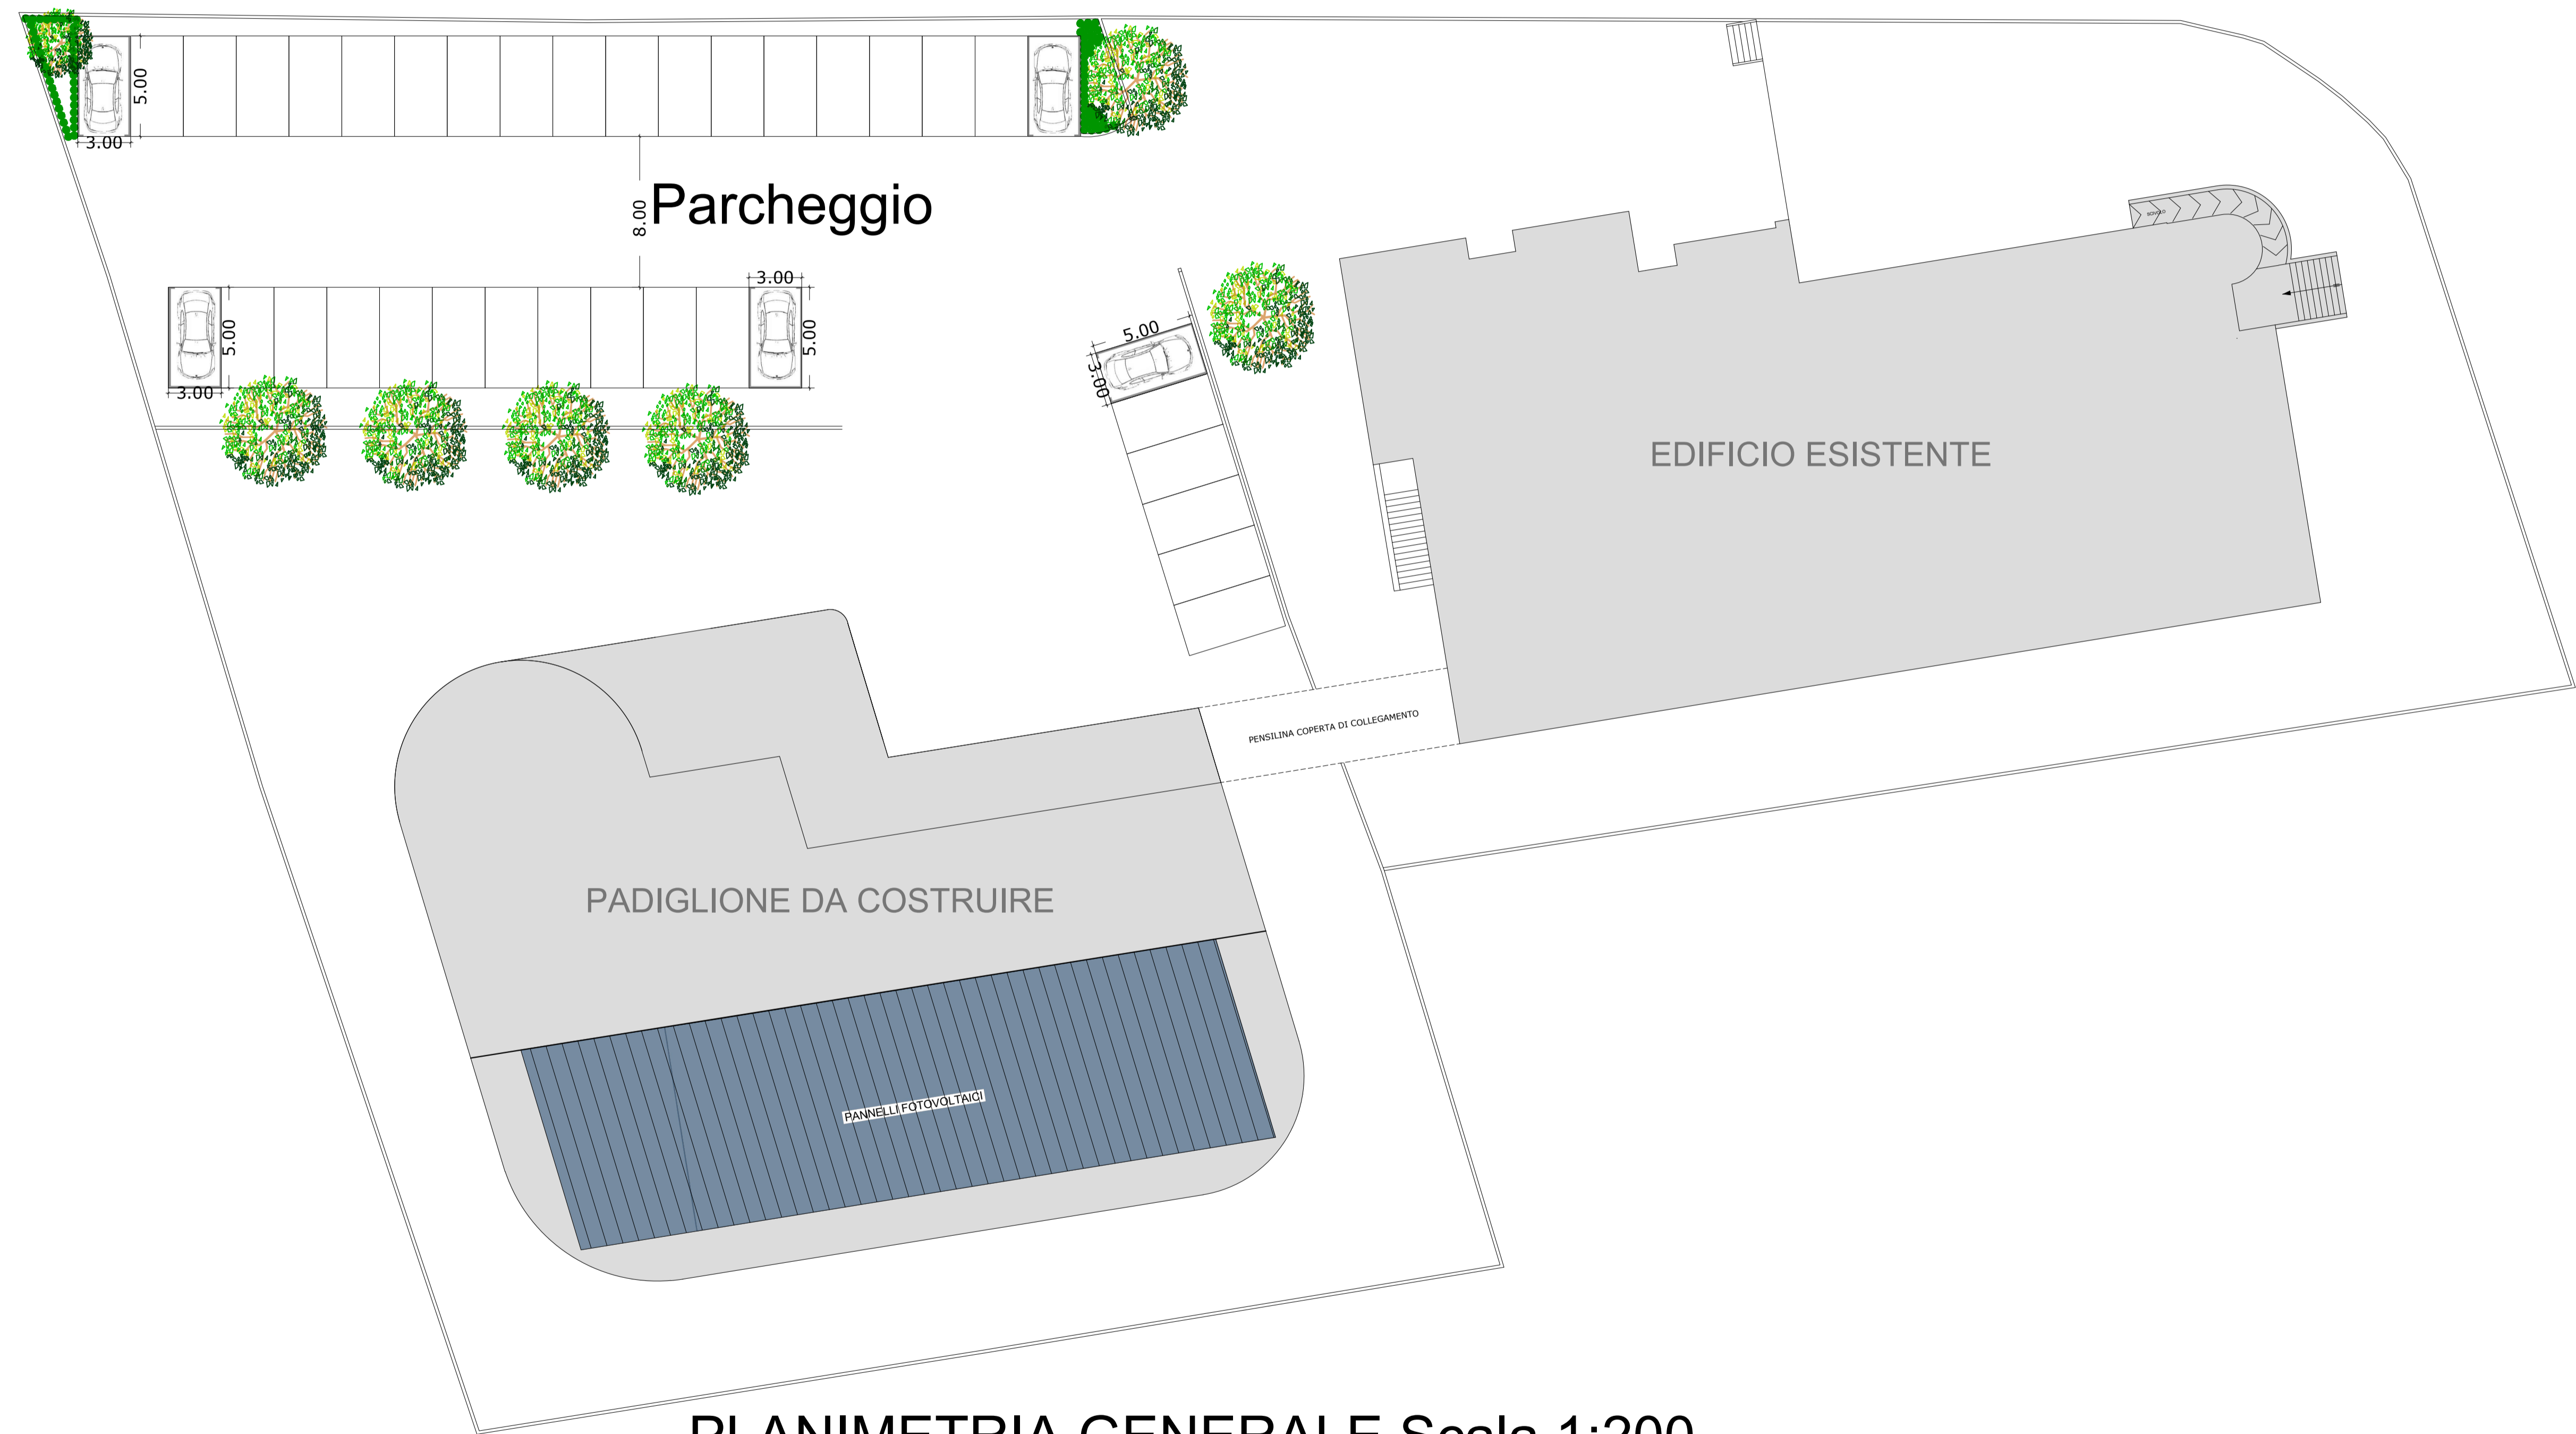 5.00
3.00
8.00
Parcheggio
3.00
5.00
5.00
3.00
5.00
3.00
EDIFICIO ESISTENTE
SCIVOLO
PENSILINA COPERTA DI COLLEGAMENTO
PADIGLIONE DA COSTRUIRE
PANNELLI FOTOVOLTAICI
PLANIMETRIA GENERALE Scala 1:200